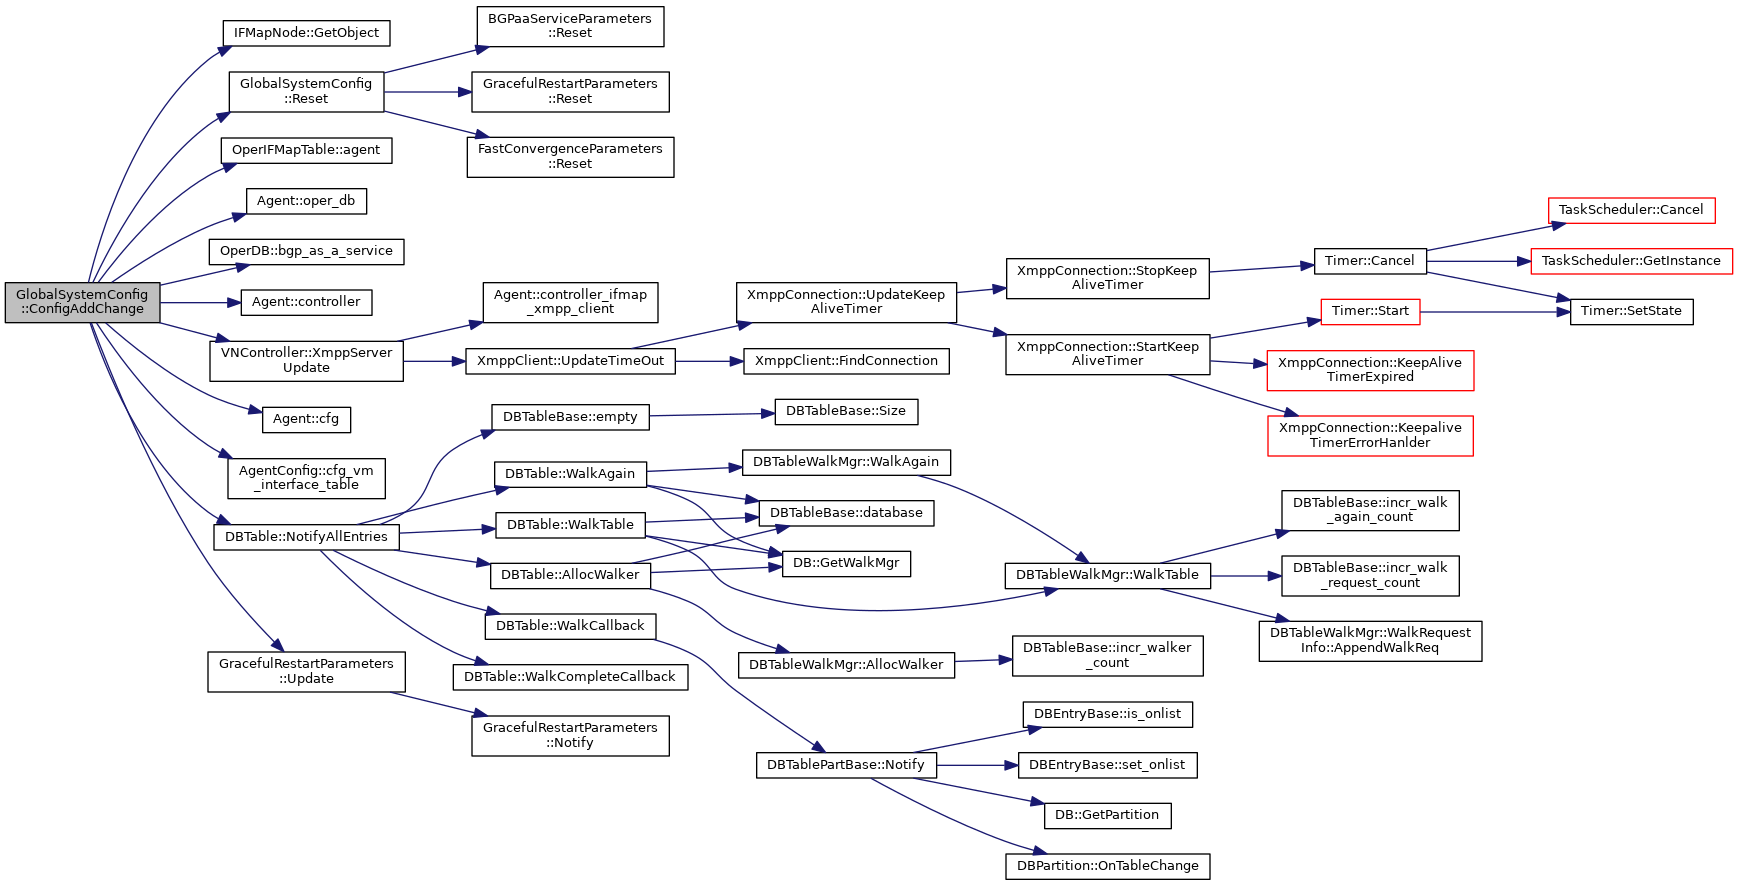 GlobalSystemConfig
::ConfigAddChange
IFMapNode::GetObject
GlobalSystemConfig
::Reset
OperIFMapTable::agent
Agent::oper_db
OperDB::bgp_as_a_service
Agent::controller
VNController::XmppServer
Update
Agent::cfg
AgentConfig::cfg_vm
_interface_table
DBTable::NotifyAllEntries
GracefulRestartParameters
::Update
BGPaaServiceParameters
::Reset
GracefulRestartParameters
::Reset
FastConvergenceParameters
::Reset
Agent::controller_ifmap
_xmpp_client
XmppClient::UpdateTimeOut
DBTableBase::empty
DBTable::WalkAgain
DBTable::WalkTable
DBTable::AllocWalker
DBTable::WalkCallback
DBTable::WalkCompleteCallback
GracefulRestartParameters
::Notify
XmppConnection::UpdateKeep
AliveTimer
XmppClient::FindConnection
DBTableBase::Size
DBTableWalkMgr::WalkAgain
DBTableBase::database
DB::GetWalkMgr
DBTableWalkMgr::AllocWalker
DBTablePartBase::Notify
XmppConnection::StopKeep
AliveTimer
XmppConnection::StartKeep
AliveTimer
DBTableWalkMgr::WalkTable
DBTableBase::incr_walker
_count
DBEntryBase::is_onlist
DBEntryBase::set_onlist
DB::GetPartition
DBPartition::OnTableChange
Timer::Cancel
Timer::Start
XmppConnection::KeepAlive
TimerExpired
XmppConnection::Keepalive
TimerErrorHanlder
DBTableBase::incr_walk
_again_count
DBTableBase::incr_walk
_request_count
DBTableWalkMgr::WalkRequest
Info::AppendWalkReq
TaskScheduler::Cancel
TaskScheduler::GetInstance
Timer::SetState